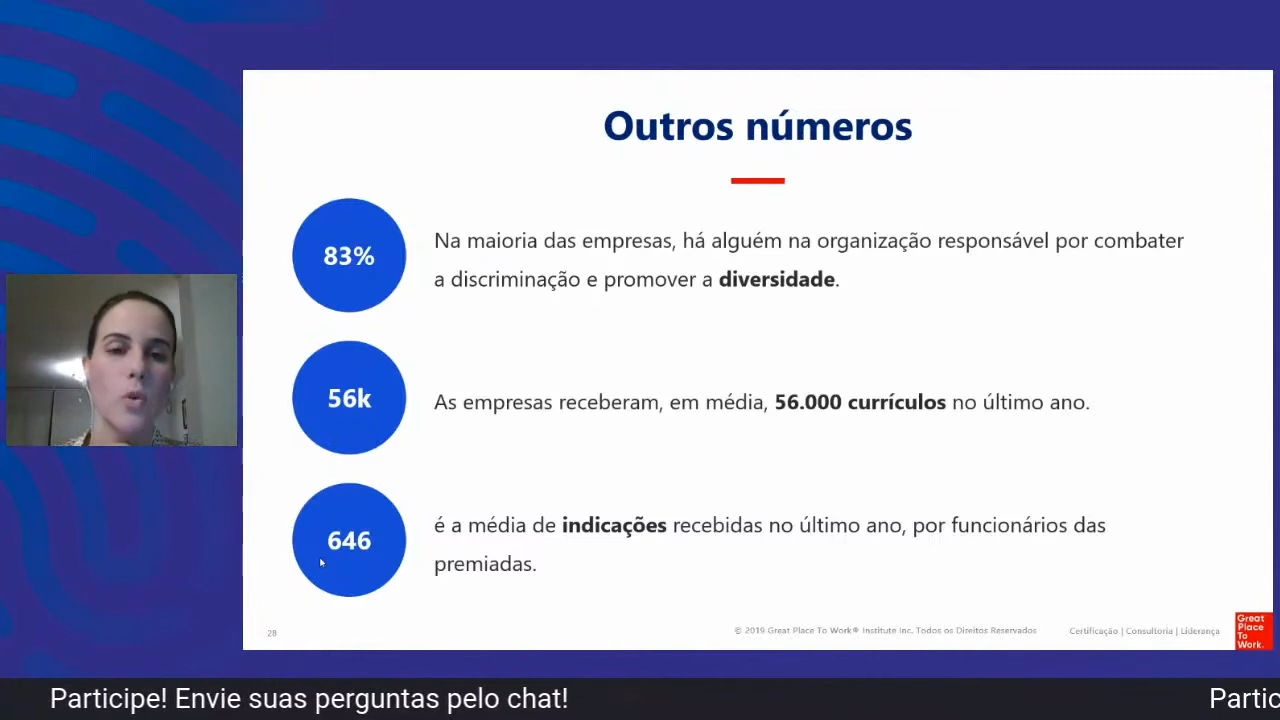 Outros números
83%
Na maioria das empresas, há alguém na organização responsável por combater
a discriminação e promover a diversidade.
56k
As empresas receberam, em média, 56.000 currículos no último ano.
646
é a média de indicações recebidas no último ano, por funcionários das
premiadas.
28
© 2019 Great Place To Work® Institute Inc. Todos os Direitos Reservados
Certificação | Consultoria | Liderança
Great
Place
To
Work.
Participe! Envie suas perguntas pelo chat!
Partic